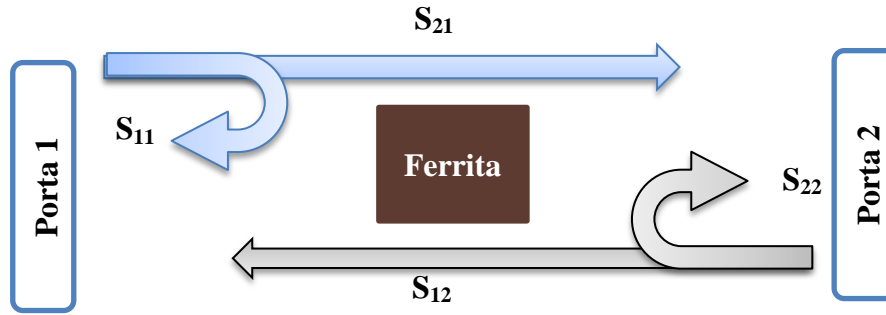 S₂₁
Porta 1
S₁₁
Ferrita
S₂₂
Porta 2
S₁₂